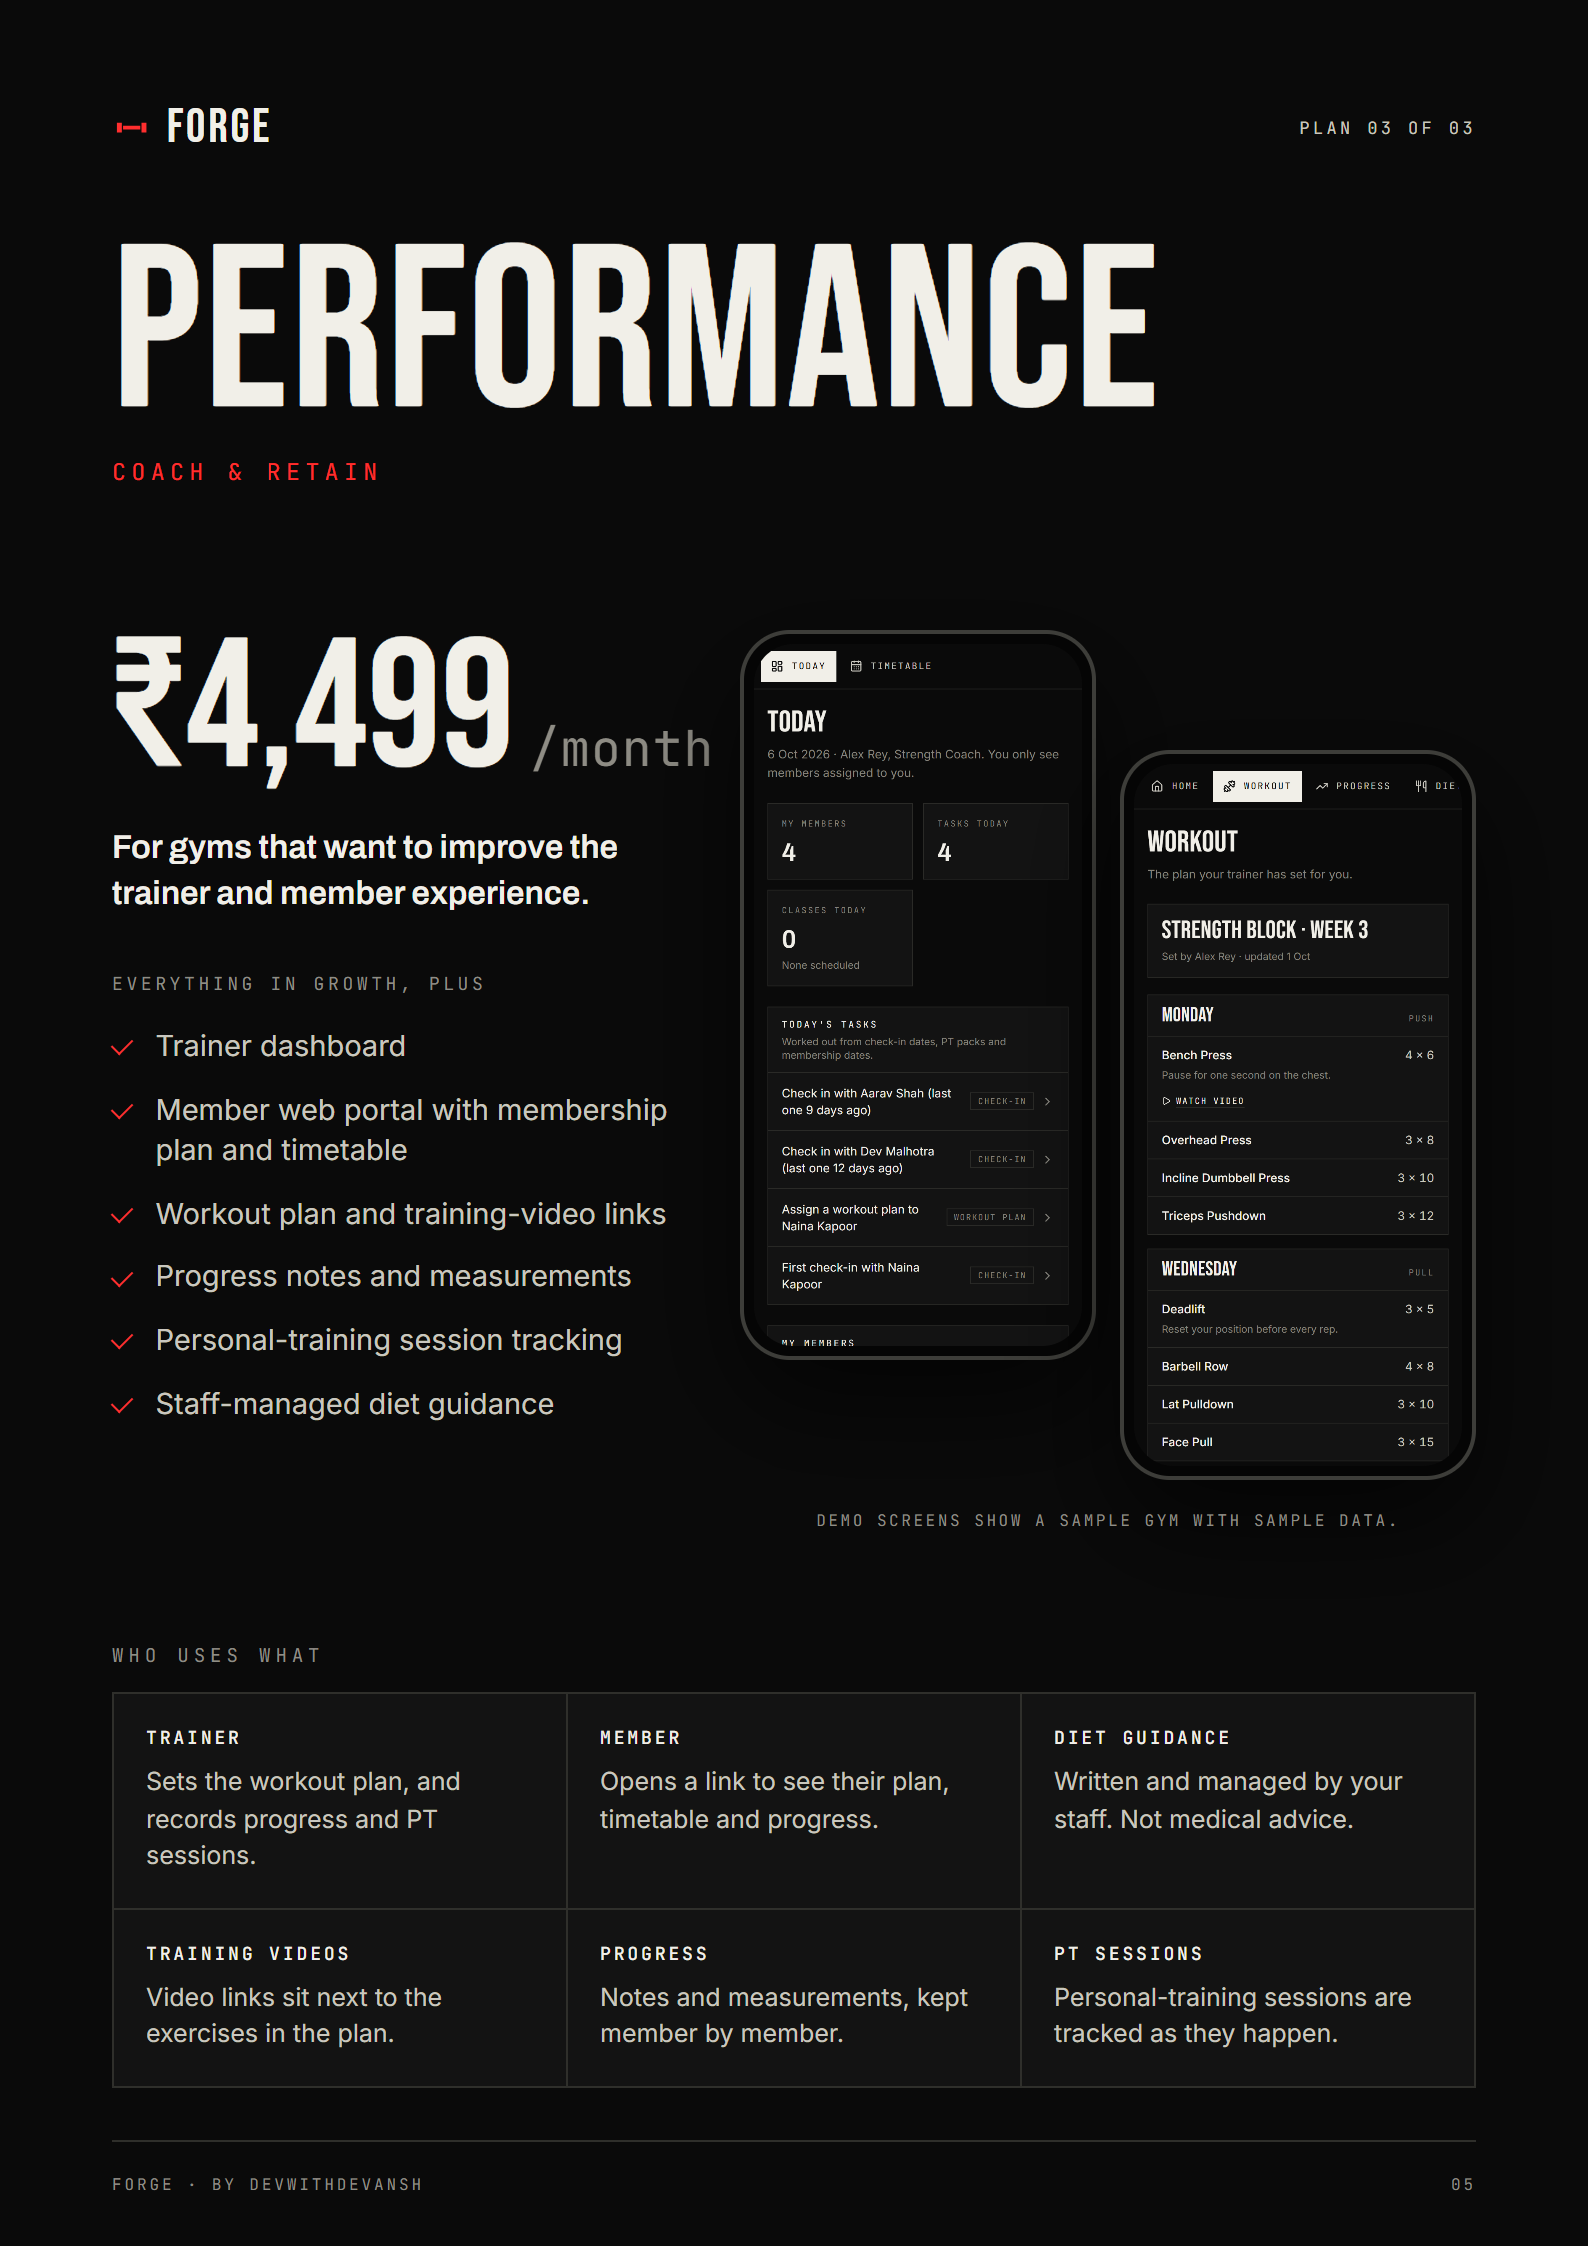 FORGE
PLAN 03 OF 03
PERFORMANCE
COACH & RETAIN
₹4,499 /month
For gyms that want to improve the
trainer and member experience.
EVERYTHING IN GROWTH, PLUS
Trainer dashboard
Member web portal with membership
plan and timetable
Workout plan and training-video links
Progress notes and measurements
Personal-training session tracking
Staff-managed diet guidance
TODAY
TIMETABLE
TODAY
6 Oct 2026 · Alex Rey, Strength Coach. You only see
members assigned to you.
MY MEMBERS
4
TASKS TODAY
4
CLASSES TODAY
0
None scheduled
TODAY'S TASKS
Worked out from check-in dates, PT packs and
membership dates.
Check in with Aarav Shah (last
one 9 days ago)
CHECK-IN
Check in with Dev Malhotra
(last one 12 days ago)
CHECK-IN
Assign a workout plan to
Naina Kapoor
WORKOUT PLAN
First check-in with Naina
Kapoor
CHECK-IN
MY MEMBERS
HOME
WORKOUT
PROGRESS
DIE
WORKOUT
The plan your trainer has set for you.
STRENGTH BLOCK · WEEK 3
Set by Alex Rey · updated 1 Oct
MONDAY
PUSH
Bench Press
4 × 6
Pause for one second on the chest.
WATCH VIDEO
Overhead Press
3 × 8
Incline Dumbbell Press
3 × 10
Triceps Pushdown
3 × 12
WEDNESDAY
PULL
Deadlift
3 × 5
Reset your position before every rep.
Barbell Row
4 × 8
Lat Pulldown
3 × 10
Face Pull
3 × 15
DEMO SCREENS SHOW A SAMPLE GYM WITH SAMPLE DATA.
WHO USES WHAT
TRAINER
Sets the workout plan, and
records progress and PT
sessions.
MEMBER
Opens a link to see their plan,
timetable and progress.
DIET GUIDANCE
Written and managed by your
staff. Not medical advice.
TRAINING VIDEOS
Video links sit next to the
exercises in the plan.
PROGRESS
Notes and measurements, kept
member by member.
PT SESSIONS
Personal-training sessions are
tracked as they happen.
FORGE · BY DEVWITHDEVANSH
05